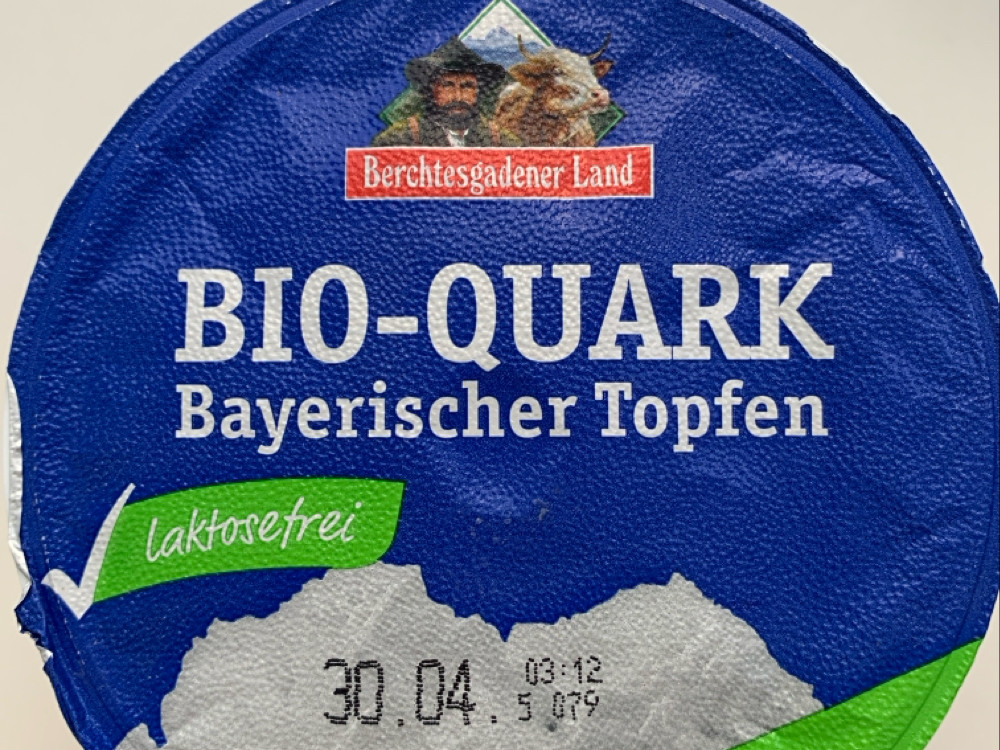 Berchtesgadener Land
BIO-QUARK
Bayerischer Topfen
laktosefrei
30.04.
03:12
5 079